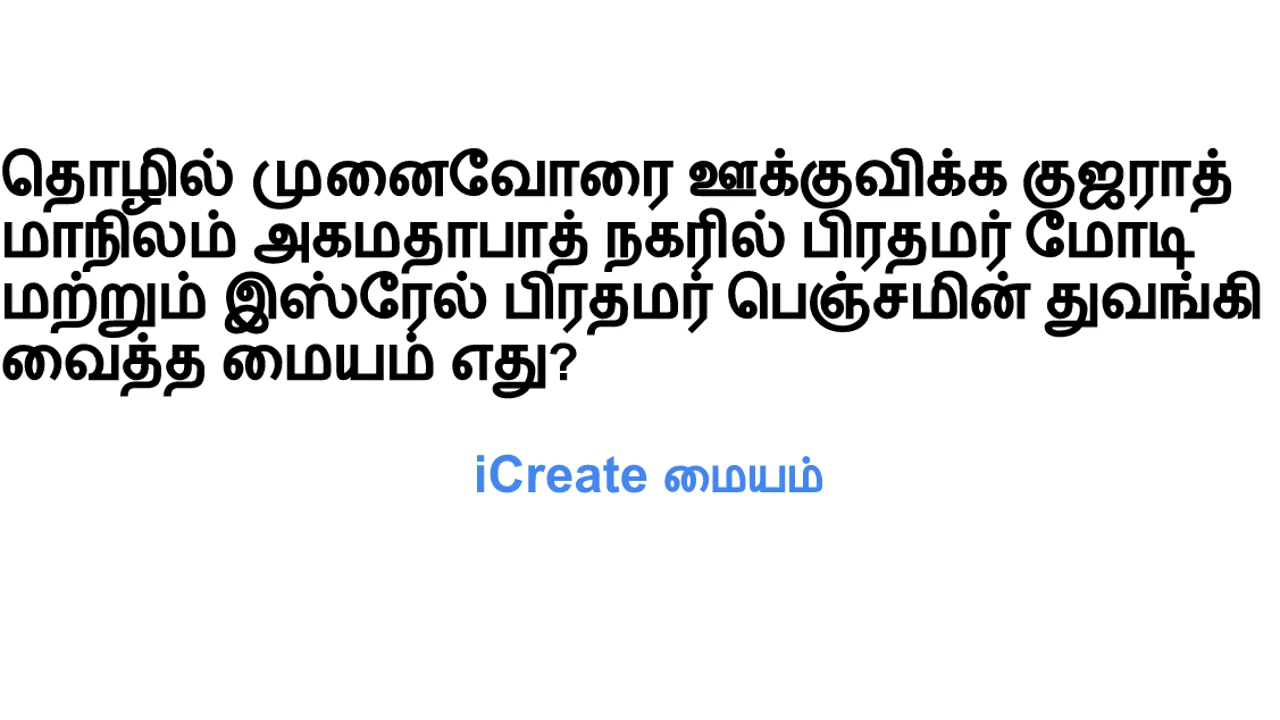 தொழில் முனைவோரை ஊக்குவிக்க குஜராத்
மாநிலம் அகமதாபாத் நகரில் பிரதமர் மோடி
மற்றும் இஸ்ரேல் பிரதமர் பெஞ்சமின் துவங்கி
வைத்த மையம் எது?
iCreate மையம்